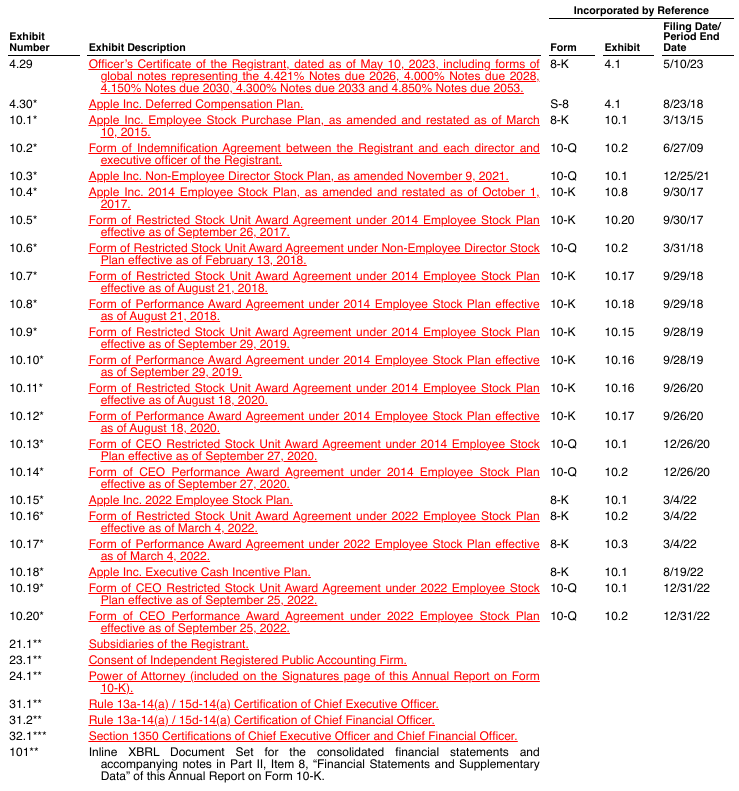 Incorporated by Reference
Exhibit Number Exhibit Description Form Exhibit Filing Date/ Period End Date
4.29 Officer's Certificate of the Registrant, dated as of May 10, 2023, including forms of 8-K 4.1 5/10/23
global notes representing the 4.421% Notes due 2026, 4.000% Notes due 2028,
4.150% Notes due 2030, 4.300% Notes due 2033 and 4.850% Notes due 2053.
4.30* Apple Inc. Deferred Compensation Plan. S-8 4.1 8/23/18
10.1* Apple Inc. Employee Stock Purchase Plan, as amended and restated as of March 8-K 10.1 3/13/15
10, 2015.
10.2* Form of Indemnification Agreement between the Registrant and each director and 10-Q 10.2 6/27/09
executive officer of the Registrant.
10.3* Apple Inc. Non-Employee Director Stock Plan, as amended November 9, 2021. 10-Q 10.1 12/25/21
10.4* Apple Inc. 2014 Employee Stock Plan, as amended and restated as of October 1, 10-K 10.8 9/30/17
2017.
10.5* Form of Restricted Stock Unit Award Agreement under 2014 Employee Stock Plan 10-K 10.20 9/30/17
effective as of September 26, 2017.
10.6* Form of Restricted Stock Unit Award Agreement under Non-Employee Director Stock 10-Q 10.2 3/31/18
Plan effective as of February 13, 2018.
10.7* Form of Restricted Stock Unit Award Agreement under 2014 Employee Stock Plan 10-K 10.17 9/29/18
effective as of August 21, 2018.
10.8* Form of Performance Award Agreement under 2014 Employee Stock Plan effective 10-K 10.18 9/29/18
as of August 21, 2018.
10.9* Form of Restricted Stock Unit Award Agreement under 2014 Employee Stock Plan 10-K 10.15 9/28/19
effective as of September 29, 2019.
10.10* Form of Performance Award Agreement under 2014 Employee Stock Plan effective 10-K 10.16 9/28/19
as of September 29, 2019.
10.11* Form of Restricted Stock Unit Award Agreement under 2014 Employee Stock Plan 10-K 10.16 9/26/20
effective as of August 18, 2020.
10.12* Form of Performance Award Agreement under 2014 Employee Stock Plan effective 10-K 10.17 9/26/20
as of August 18, 2020.
10.13* Form of CEO Restricted Stock Unit Award Agreement under 2014 Employee Stock 10-Q 10.1 12/26/20
Plan effective as of September 27, 2020.
10.14* Form of CEO Performance Award Agreement under 2014 Employee Stock Plan 10-Q 10.2 12/26/20
effective as of September 27, 2020.
10.15* Apple Inc. 2022 Employee Stock Plan. 8-K 10.1 3/4/22
10.16* Form of Restricted Stock Unit Award Agreement under 2022 Employee Stock Plan 8-K 10.2 3/4/22
effective as of March 4, 2022.
10.17* Form of Performance Award Agreement under 2022 Employee Stock Plan effective 8-K 10.3 3/4/22
as of March 4, 2022.
10.18* Apple Inc. Executive Cash Incentive Plan. 8-K 10.1 8/19/22
10.19* Form of CEO Restricted Stock Unit Award Agreement under 2022 Employee Stock 10-Q 10.1 12/31/22
Plan effective as of September 25, 2022.
10.20* Form of CEO Performance Award Agreement under 2022 Employee Stock Plan 10-Q 10.2 12/31/22
effective as of September 25, 2022.
21.1** Subsidiaries of the Registrant.
23.1** Consent of Independent Registered Public Accounting Firm.
24.1** Power of Attorney (included on the Signatures page of this Annual Report on Form
10-K).
31.1** Rule 13a-14(a) / 15d-14(a) Certification of Chief Executive Officer.
31.2** Rule 13a-14(a) / 15d-14(a) Certification of Chief Financial Officer.
32.1*** Section 1350 Certifications of Chief Executive Officer and Chief Financial Officer.
101** Inline XBRL Document Set for the consolidated financial statements and
accompanying notes in Part II, Item 8, “Financial Statements and Supplementary
Data” of this Annual Report on Form 10-K.